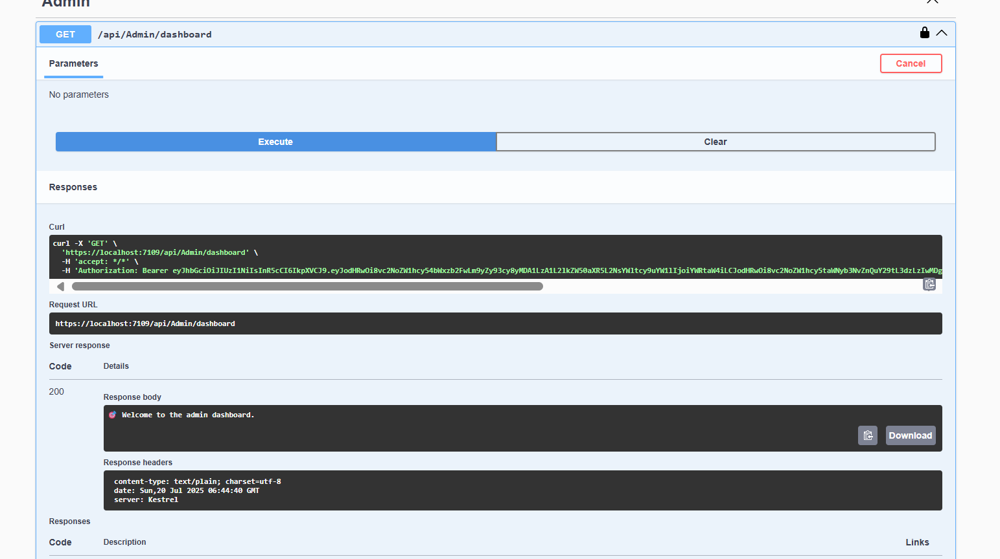 Admin
GET /api/Admin/dashboard
Parameters
Cancel
No parameters
Execute
Clear
Responses
Curl
curl -X 'GET' \
'https://localhost:7109/api/Admin/dashboard' \
-H 'accept: */*' \
-H 'Authorization: Bearer
Request URL
https://localhost:7109/api/Admin/dashboard
Server response
Code Details
200
Response body
🎯 Welcome to the admin dashboard.
Download
Response headers
content-type: text/plain; charset=utf-8
date: Sun,20 Jul 2025 06:44:40 GMT
server: Kestrel
Responses
Code Description Links